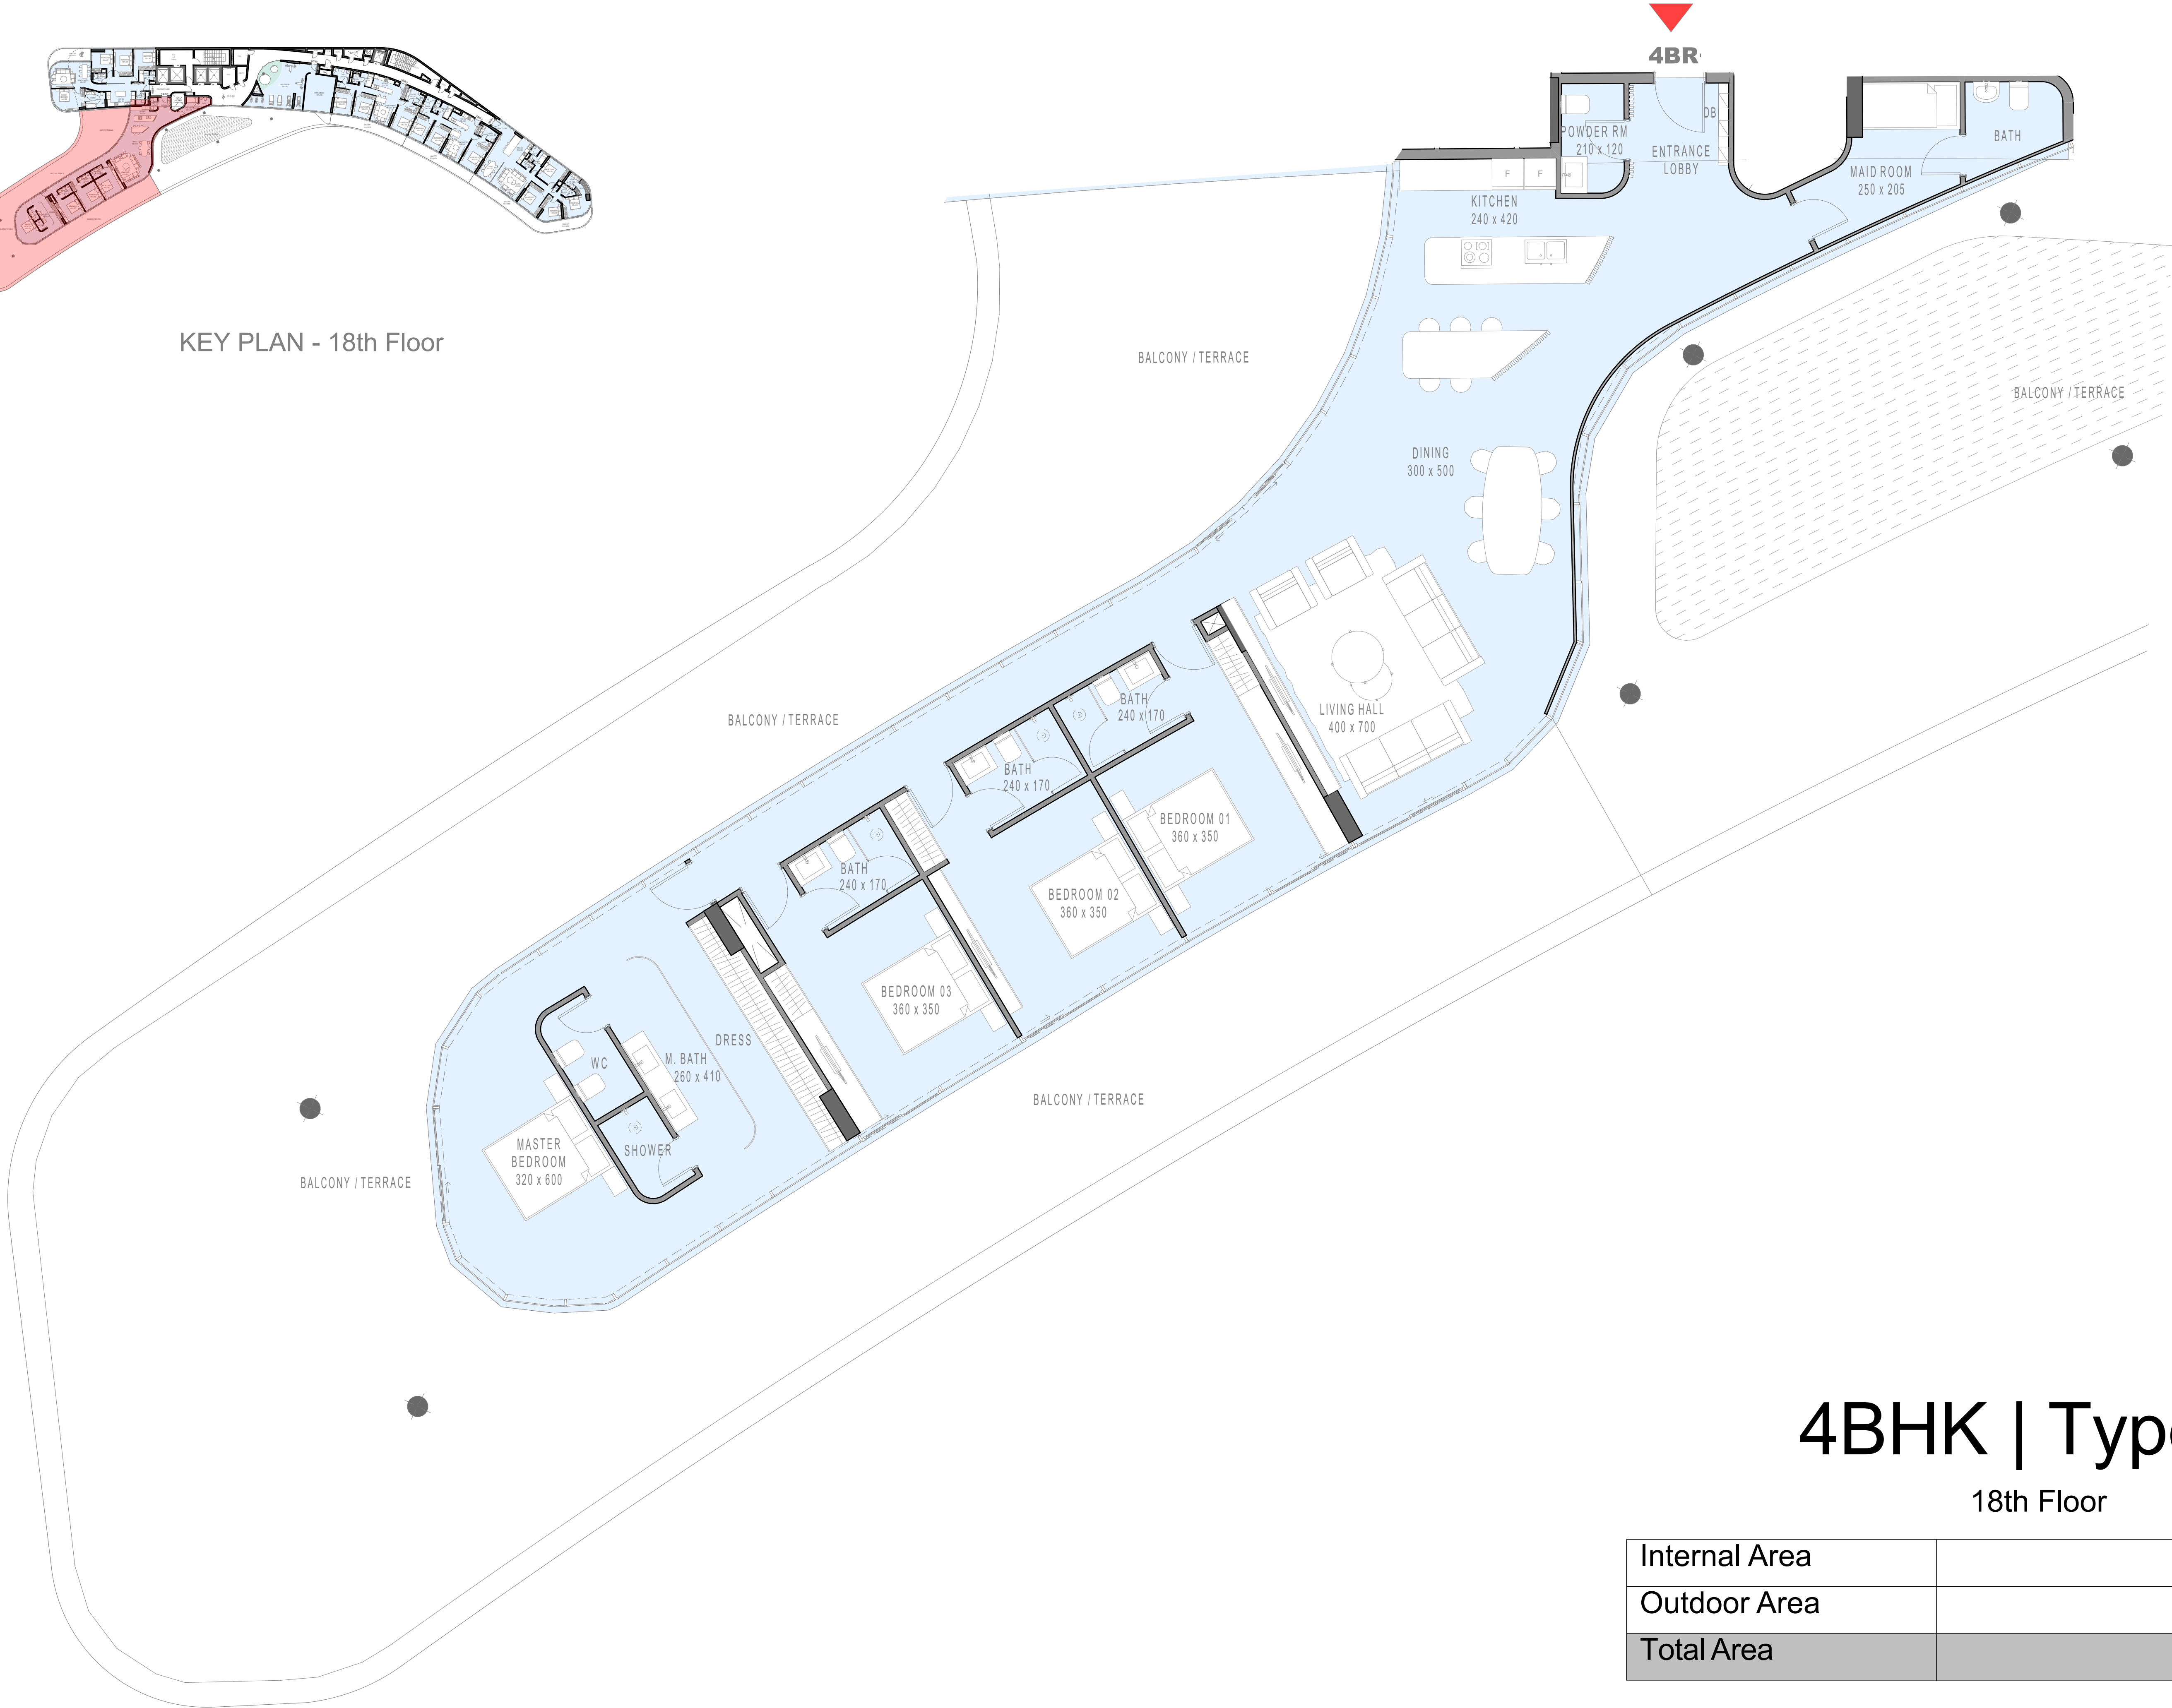 4BR
POWDER RM
210 x 120
DB
ENTRANCE
LOBBY
BATH
MAID ROOM
250 x 205
F
F
KITCHEN
240 x 420
KEY PLAN - 18th Floor
BALCONY / TERRACE
BALCONY / TERRACE
DINING
300 x 500
BATH
240 x 170
LIVING HALL
400 x 700
BALCONY / TERRACE
BATH
240 x 170
BEDROOM 01
360 x 350
BATH
240 x 170
BEDROOM 02
360 x 350
BEDROOM 03
360 x 350
DRESS
M. BATH
260 x 410
WC
BALCONY / TERRACE
SHOWER
MASTER
BEDROOM
320 x 600
BALCONY / TERRACE
4BHK | Type
18th Floor
Internal Area
Outdoor Area
Total Area